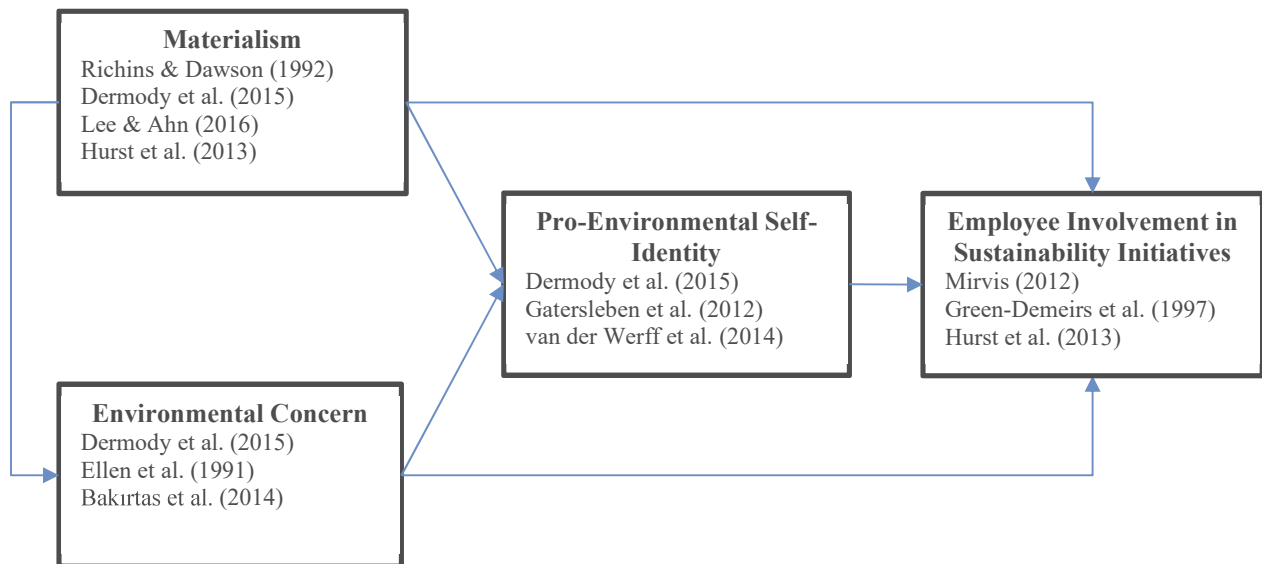 Materialism
Richins & Dawson (1992)
Dermody et al. (2015)
Lee & Ahn (2016)
Hurst et al. (2013)
Pro-Environmental Self-
Identity
Dermody et al. (2015)
Gatersleben et al. (2012)
van der Werff et al. (2014)
Employee Involvement in
Sustainability Initiatives
Mirvis (2012)
Green-Demeirs et al. (1997)
Hurst et al. (2013)
Environmental Concern
Dermody et al. (2015)
Ellen et al. (1991)
Bakırtas et al. (2014)